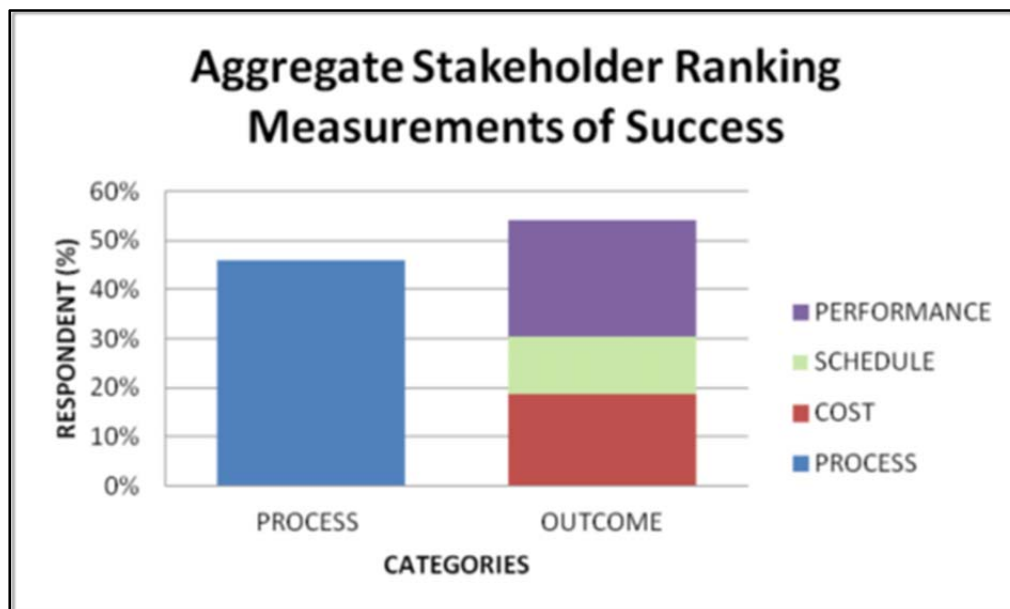 Aggregate Stakeholder Ranking
Measurements of Success
60%
50%
40%
30%
20%
10%
0%
RESPONDENT (%)
PROCESS
OUTCOME
CATEGORIES
PERFORMANCE
SCHEDULE
COST
PROCESS